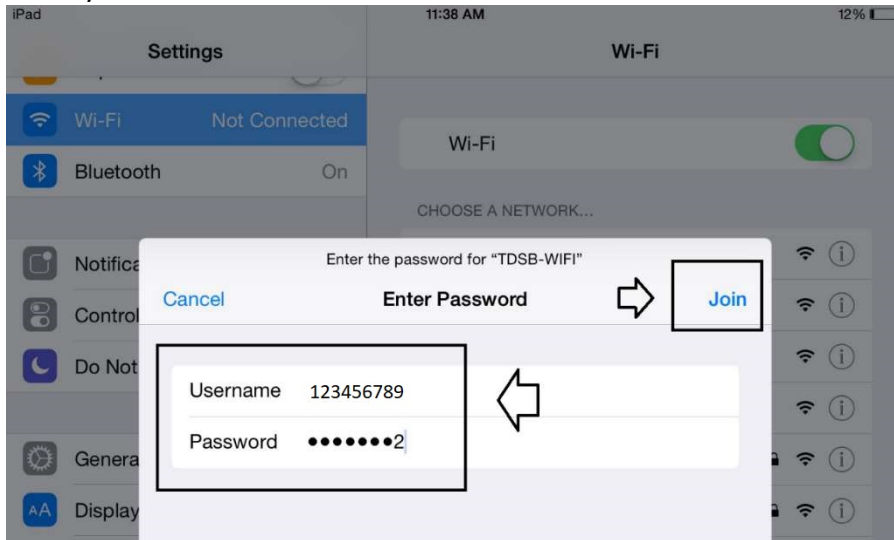 iPad 11:38 AM 12%
Settings Wi-Fi
Wi-Fi Not Connected
Wi-Fi
Bluetooth On
CHOOSE A NETWORK...
Notifica
Enter the password for “TDSB-WIFI”
Cancel Enter Password Join
Control
Do Not
Username 123456789
Password •••••••2
Genera
AA Display